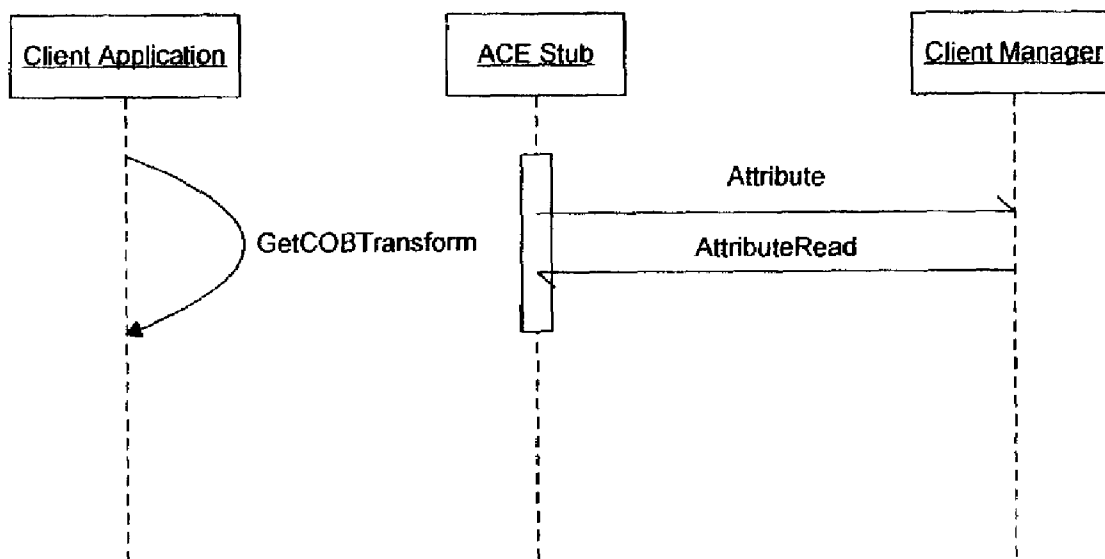 Client Application
ACE Stub
Client Manager
Attribute
GetCOBTransform
AttributeRead